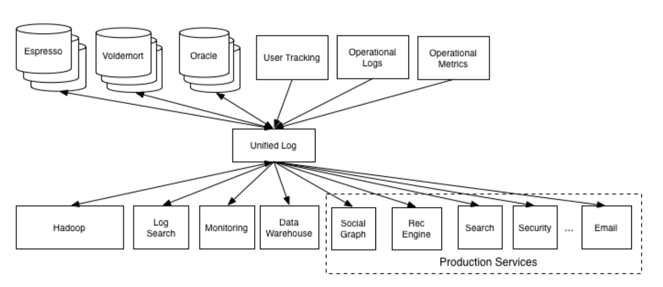 Espresso
Voldemort
Oracle
User Tracking
Operational
Logs
Operational
Metrics
Unified Log
Hadoop
Log
Search
Monitoring
Data
Warehouse
Social
Graph
Rec
Engine
Search
Security
...
Email
Production Services